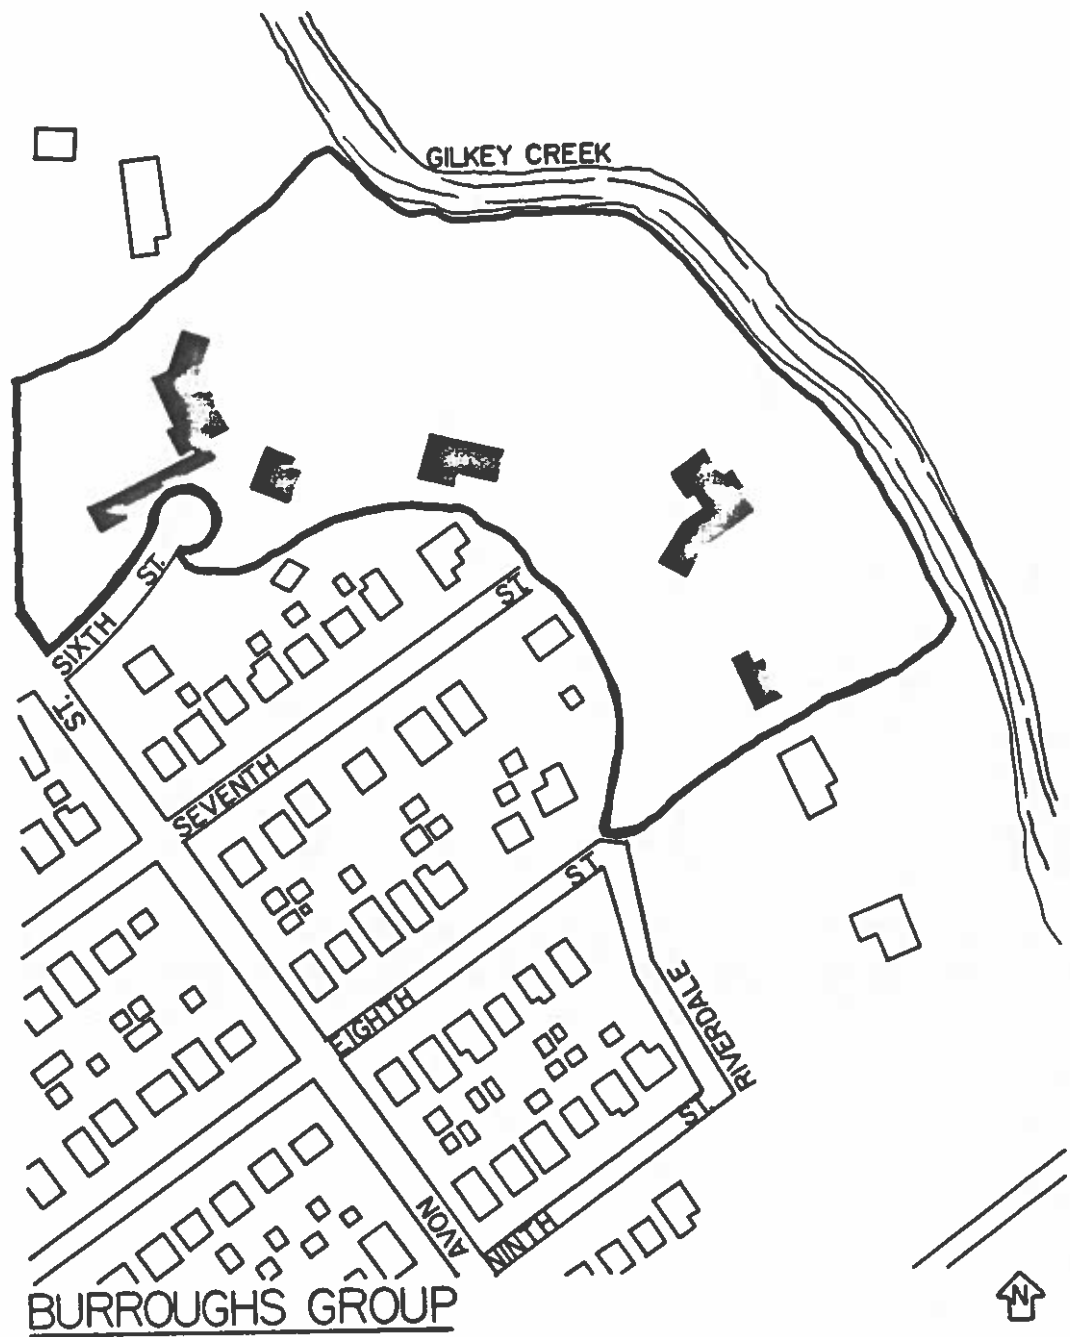 GILKEY CREEK
SIXTH ST.
ST.
SEVENTH ST.
EIGHTH ST.
RIVERDALE
AVON
NINTH ST.
BURROUGHS GROUP
N